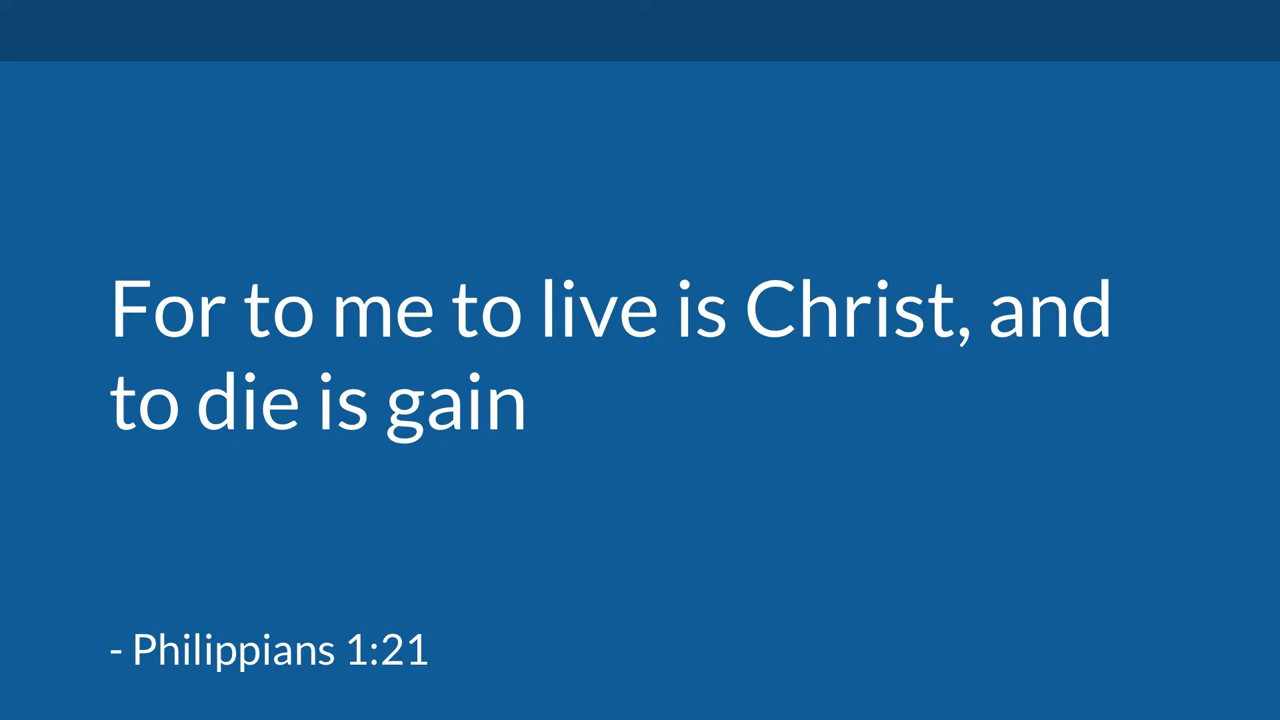 For to me to live is Christ, and
to die is gain
- Philippians 1:21